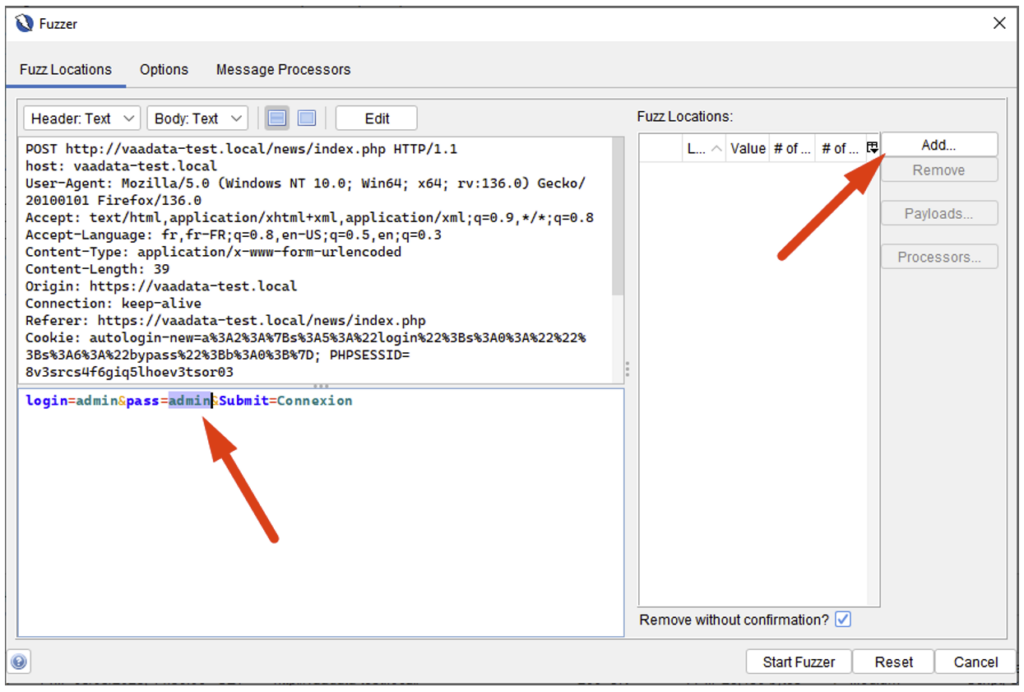 Fuzzer
Fuzz Locations Options Message Processors
Header: Text Body: Text Edit
POST http://vaadata-test.local/news/index.php HTTP/1.1
host: vaadata-test.local
User-Agent: Mozilla/5.0 (Windows NT 10.0; Win64; x64; rv:136.0) Gecko/
20100101 Firefox/136.0
Accept: text/html,application/xhtml+xml,application/xml;q=0.9,*/*;q=0.8
Accept-Language: fr,fr-FR;q=0.8,en-US;q=0.5,en;q=0.3
Content-Type: application/x-www-form-urlencoded
Content-Length: 39
Origin: https://vaadata-test.local
Connection: keep-alive
Referer: https://vaadata-test.local/news/index.php
Cookie: autologin-new=a%3A2%3A%7Bs%3A5%3A%22login%22%3Bs%3A0%3A%22%22%
3Bs%3A6%3A%22bypass%22%3Bb%3A0%3B%7D; PHPSESSID=
8v3srcs4f6giq5lhoev3tsor03
login=admin&pass=admin&Submit=Connexion
Fuzz Locations:
L... Value # of ... # of ...
Add...
Remove
Payloads...
Processors...
Remove without confirmation?
Start Fuzzer Reset Cancel